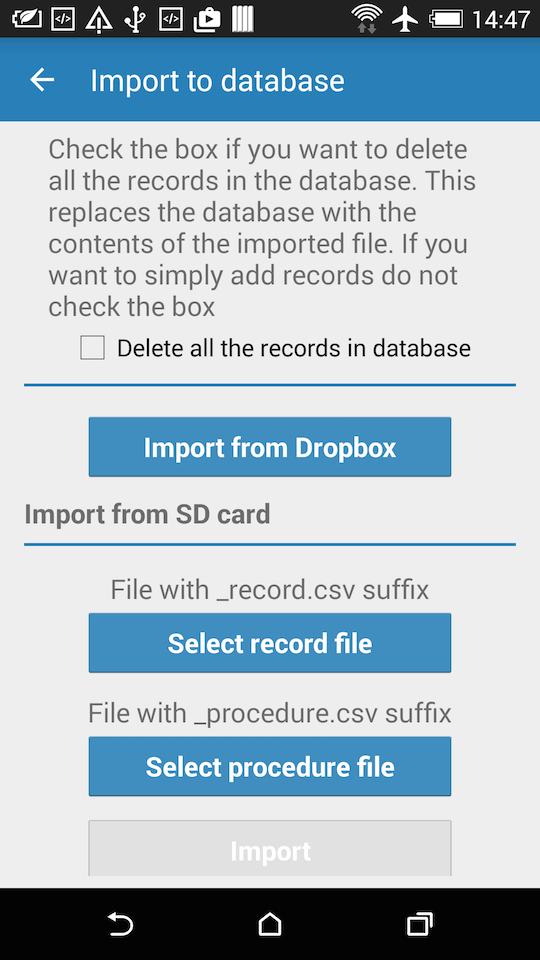 14:47
Import to database
Check the box if you want to delete
all the records in the database. This
replaces the database with the
contents of the imported file. If you
want to simply add records do not
check the box
Delete all the records in database
Import from Dropbox
Import from SD card
File with _record.csv suffix
Select record file
File with _procedure.csv suffix
Select procedure file
Import